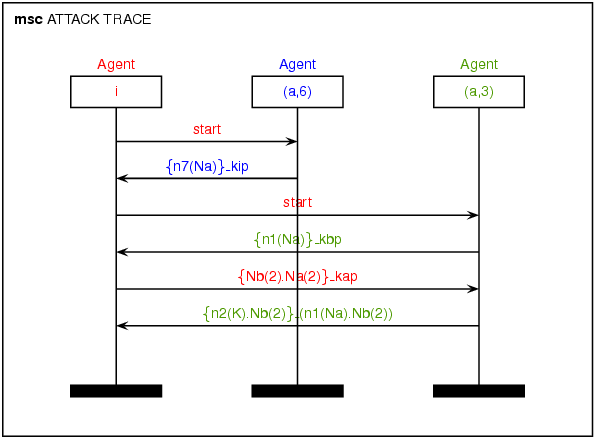 msc ATTACK TRACE
Agent Agent Agent
i (a,6) (a,3)
start
{n7(Na)}_kip
start
{n1(Na)}_kbp
{Nb(2).Na(2)}_kap
{n2(K).Nb(2)}_(n1(Na).Nb(2))